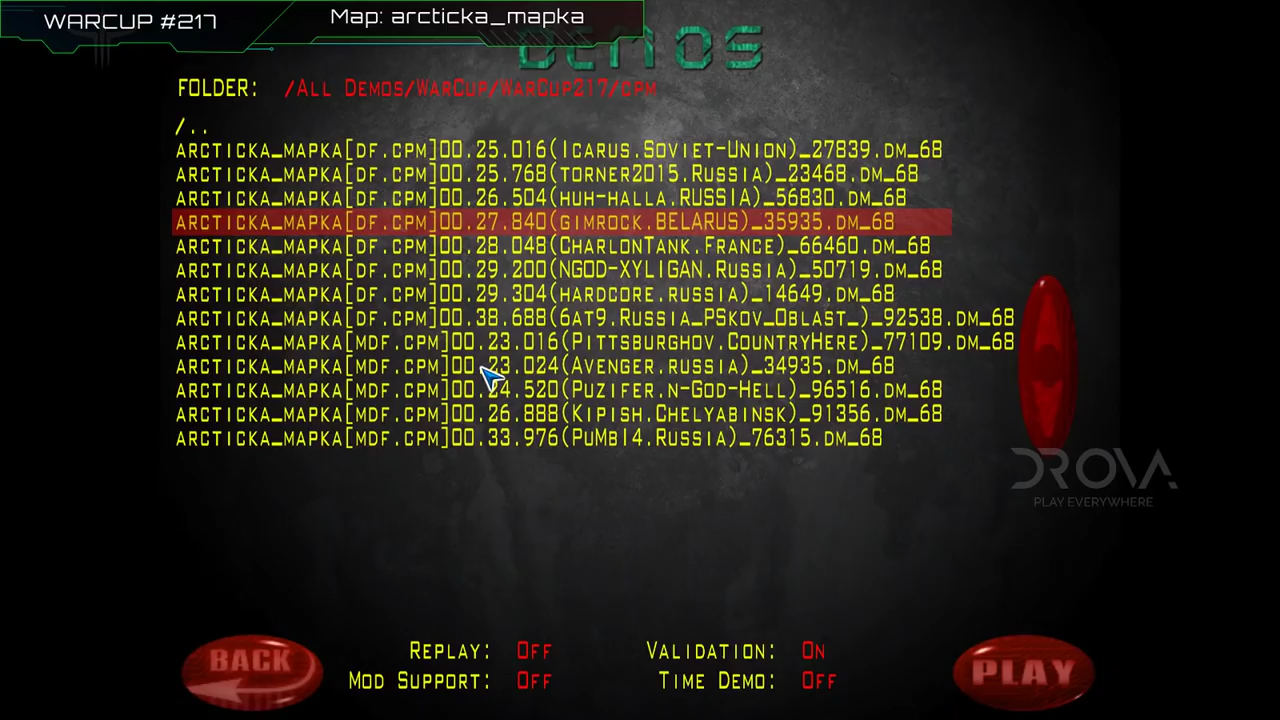 WARCUP #217
Map: arcticka_mapka
DEMOS
FOLDER: /All Demos/WarCup/WarCup217/cpm
/..
ARCTICKA_MAPKA[DF.CPM]00.25.016(Icarus.Soviet-Union)_27839.DM_68
ARCTICKA_MAPKA[DF.CPM]00.25.768(torner2015.Russia)_23468.DM_68
ARCTICKA_MAPKA[DF.CPM]00.26.504(huh-halla.RUSSIA)_56830.DM_68
ARCTICKA_MAPKA[DF.CPM]00.27.840(gimrock.BELARUS)_35935.DM_68
ARCTICKA_MAPKA[DF.CPM]00.28.048(CharlonTank.France)_66460.DM_68
ARCTICKA_MAPKA[DF.CPM]00.29.200(NGOD-XYLIGAN.Russia)_50719.DM_68
ARCTICKA_MAPKA[DF.CPM]00.29.304(hardcore.russia)_14649.DM_68
ARCTICKA_MAPKA[DF.CPM]00.38.688(6at9.Russia_PSkov_Oblast_)_92538.DM_68
ARCTICKA_MAPKA[MDF.CPM]00.23.016(Pittsburghov.CountryHere)_77109.DM_68
ARCTICKA_MAPKA[MDF.CPM]00.23.024(Avenger.russia)_34935.DM_68
ARCTICKA_MAPKA[MDF.CPM]00.24.520(Puzifer.n-God-Hell)_96516.DM_68
ARCTICKA_MAPKA[MDF.CPM]00.26.888(Kipish.Chelyabinsk)_91356.DM_68
ARCTICKA_MAPKA[MDF.CPM]00.33.976(PuMbI4.Russia)_76315.DM_68
DROVA
PLAY EVERYWHERE
BACK
Replay: Off
Validation: On
Mod Support: Off
Time Demo: Off
PLAY